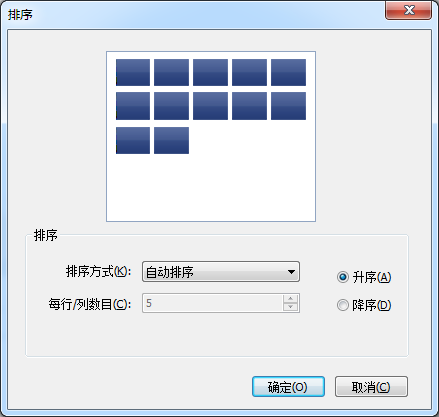 排序
排序
排序方式(K): 自动排序
升序(A)
每行/列数目(C): 5
降序(D)
确定(O) 取消(C)